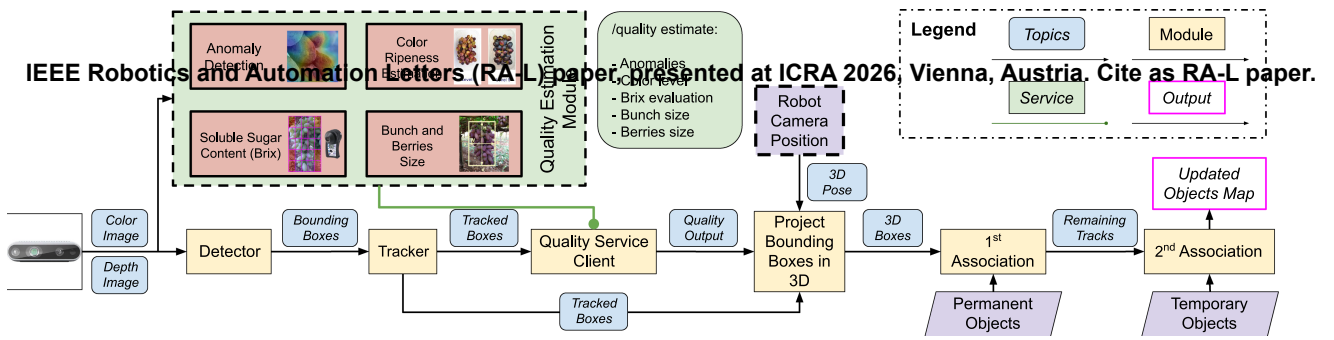 Anomaly
Detection
Color
Ripeness
Estimation
Soluble Sugar
Content (Brix)
Bunch and
Berries
Size
Quality Estimation
Module
/quality estimate:
- Anomalies
- Color level
- Brix evaluation
- Bunch size
- Berries size
IEEE Robotics and Automation Letters (RA-L) paper, presented at ICRA 2026, Vienna, Austria. Cite as RA-L paper.
Legend
Topics
Module
Service
Output
Robot
Camera
Position
3D
Pose
Updated
Objects Map
Color
Image
Depth
Image
Detector
Bounding
Boxes
Tracker
Tracked
Boxes
Quality Service
Client
Quality
Output
Project
Bounding
Boxes in
3D
3D
Boxes
1st
Association
Remaining
Tracks
2nd Association
Tracked
Boxes
Permanent
Objects
Temporary
Objects